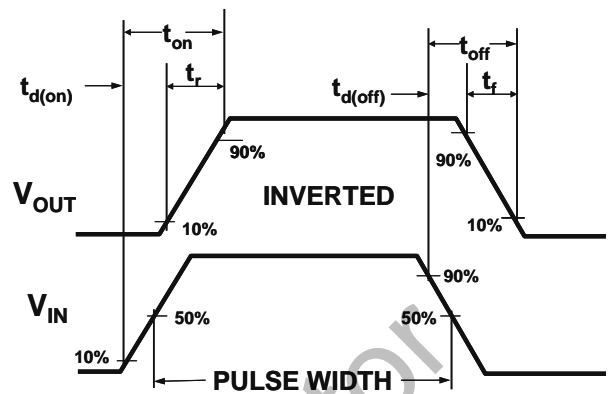 t_on
t_off
t_d(on)
t_r
t_d(off)
t_f
90%
90%
V_OUT
INVERTED
10%
10%
90%
V_IN
50%
50%
10%
PULSE WIDTH